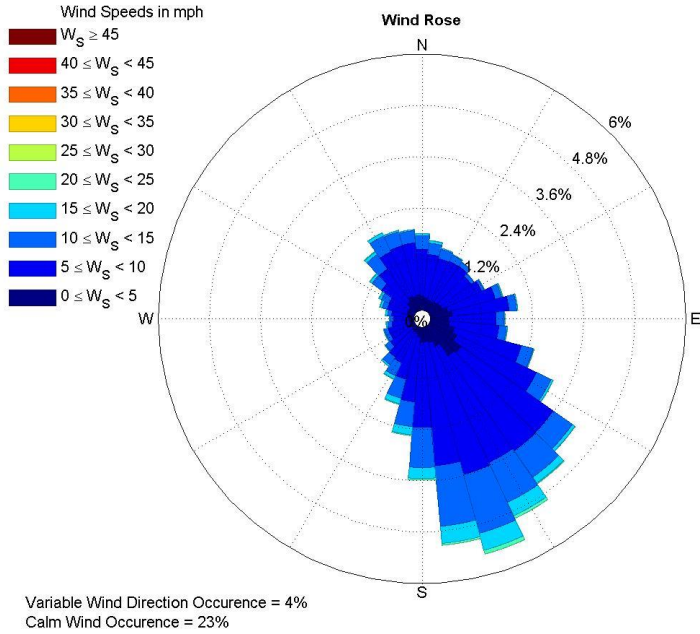 Wind Speeds in mph
W_S ≥ 45
40 ≤ W_S < 45
35 ≤ W_S < 40
30 ≤ W_S < 35
25 ≤ W_S < 30
20 ≤ W_S < 25
15 ≤ W_S < 20
10 ≤ W_S < 15
5 ≤ W_S < 10
0 ≤ W_S < 5
Wind Rose
N
6%
4.8%
3.6%
2.4%
1.2%
0%
W
E
S
Variable Wind Direction Occurence = 4%
Calm Wind Occurence = 23%